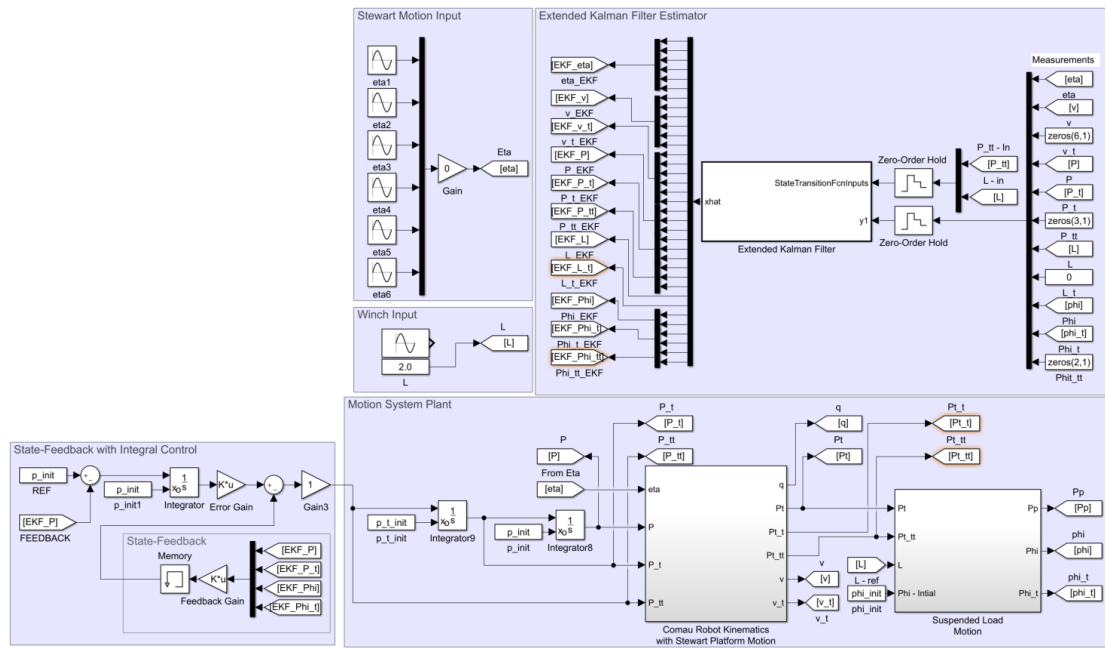 Stewart Motion Input
eta1
eta2
eta3
eta4
eta5
eta6
0
Gain
Eta
[eta]
Winch Input
2.0
L
L
[L]
Extended Kalman Filter Estimator
[EKF_eta]
eta_EKF
[EKF_v]
v_EKF
[EKF_v_t]
v_t_EKF
[EKF_P]
P_EKF
[EKF_P_t]
P_t_EKF
[EKF_P_tt]
P_tt_EKF
[EKF_L]
L_EKF
[EKF_L_t]
L_t_EKF
[EKF_Phi]
Phi_EKF
[EKF_Phi_t]
Phi_t_EKF
[EKF_Phi_tt]
Phi_tt_EKF
xhat
StateTransitionFcnInputs
y1
Extended Kalman Filter
Zero-Order Hold
Zero-Order Hold
P_tt - In
[P_tt]
L - in
[L]
Measurements
[eta]
eta
[v]
v
zeros(6,1)
v_t
[P]
P
[P_t]
P_t
zeros(3,1)
P_tt
[L]
L
0
L_t
[phi]
Phi
[phi_t]
Phi_t
zeros(2,1)
Phit_tt
State-Feedback with Integral Control
p_init
REF
[EKF_P]
FEEDBACK
p_init
p_init1
1
s
xo
Integrator
K*u
Error Gain
1
Gain3
State-Feedback
Memory
K*u
Feedback Gain
[EKF_P]
[EKF_P_t]
[EKF_Phi]
[EKF_Phi_t]
Motion System Plant
p_t_init
p_t_init
1
s
xo
Integrator9
p_init
p_init
1
s
xo
Integrator8
P
[P]
P_t
[P_t]
P_tt
[P_tt]
From Eta
[eta]
eta
P
P_t
P_tt
q
Pt
Pt_t
Pt_tt
v
v_t
Comau Robot Kinematics
with Stewart Platform Motion
q
[q]
Pt
[Pt]
Pt_t
[Pt_t]
Pt_tt
[Pt_tt]
v
[v]
[v_t]
v_t
[L]
L - ref
phi_init
phi_init
Pt
Pt_tt
L
Phi - Intial
Pp
Phi
Phi_t
Suspended Load
Motion
Pp
[Pp]
phi
[phi]
phi_t
[phi_t]